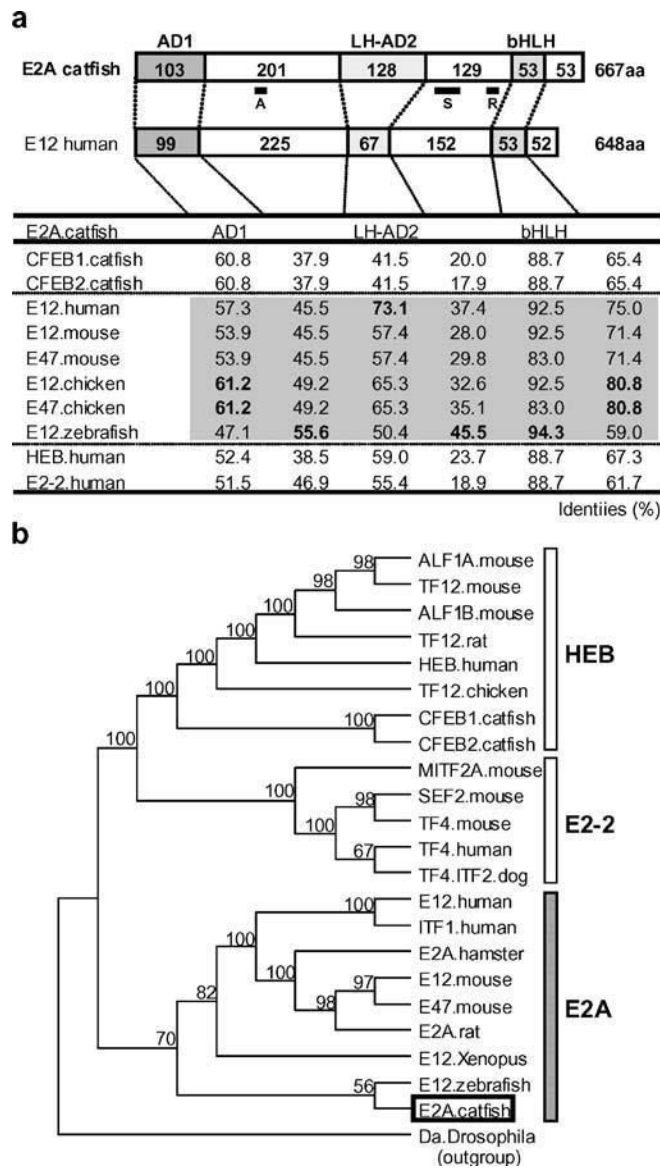 a
AD1 LH-AD2 bHLH
E2A catfish 103 201 128 129 53 53 667aa
A S R
E12 human 99 225 67 152 53 52 648aa
E2A.catfish AD1 LH-AD2 bHLH
CFEB1.catfish 60.8 37.9 41.5 20.0 88.7 65.4
CFEB2.catfish 60.8 37.9 41.5 17.9 88.7 65.4
E12.human 57.3 45.5 73.1 37.4 92.5 75.0
E12.mouse 53.9 45.5 57.4 28.0 92.5 71.4
E47.mouse 53.9 45.5 57.4 29.8 83.0 71.4
E12.chicken 61.2 49.2 65.3 32.6 92.5 80.8
E47.chicken 61.2 49.2 65.3 35.1 83.0 80.8
E12.zebrafish 47.1 55.6 50.4 45.5 94.3 59.0
HEB.human 52.4 38.5 59.0 23.7 88.7 67.3
E2-2.human 51.5 46.9 55.4 18.9 88.7 61.7
Identiies (%)
b
98 ALF1A.mouse
98 TF12.mouse
100 ALF1B.mouse
100 TF12.rat
HEB
100 HEB.human
100 TF12.chicken
100 CFEB1.catfish
100 CFEB2.catfish
MITF2A.mouse
98 SEF2.mouse
E2-2
100 TF4.mouse
67 TF4.human
TF4.ITF2.dog
100 E12.human
100 ITF1.human
100 E2A.hamster
97 E12.mouse
E2A
82 98 E47.mouse
E2A.rat
70 E12.Xenopus
56 E12.zebrafish
E2A.catfish
Da.Drosophila
(outgroup)